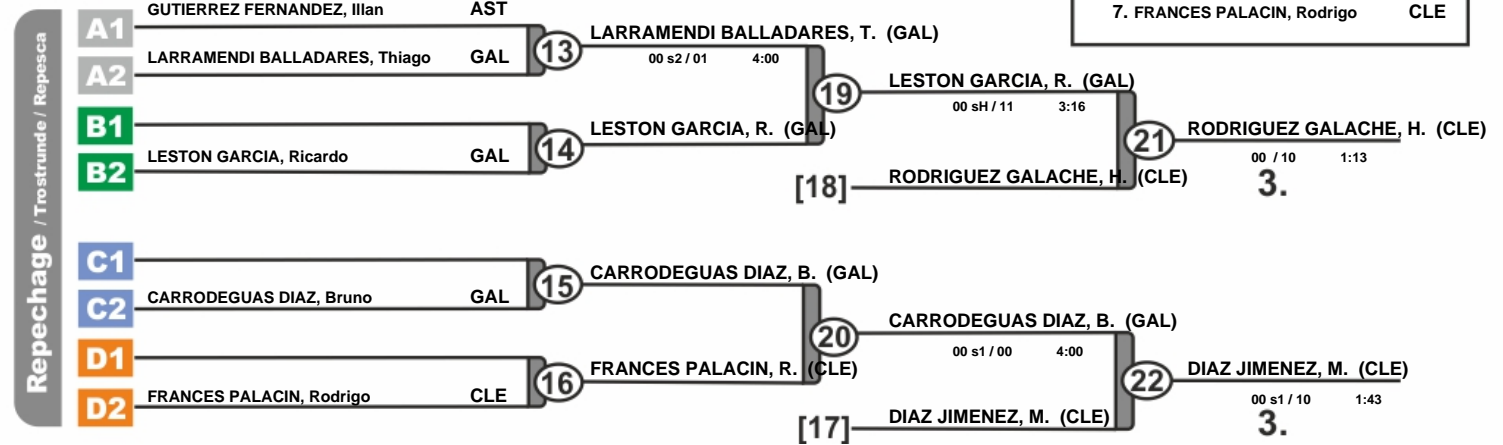 7. FRANCES PALACIN, Rodrigo CLE
Repechage / Trostrunde / Repesca
A1 GUTIERREZ FERNANDEZ, Illan AST
A2 LARRAMENDI BALLADARES, Thiago GAL
13 LARRAMENDI BALLADARES, T. (GAL)
00 s2 / 01 4:00
B1
B2 LESTON GARCIA, Ricardo GAL
14 LESTON GARCIA, R. (GAL)
19 LESTON GARCIA, R. (GAL)
00 sH / 11 3:16
[18] RODRIGUEZ GALACHE, H. (CLE)
21 RODRIGUEZ GALACHE, H. (CLE)
00 / 10 1:13
3.
C1
C2 CARRODEGUAS DIAZ, Bruno GAL
15 CARRODEGUAS DIAZ, B. (GAL)
D1
D2 FRANCES PALACIN, Rodrigo CLE
16 FRANCES PALACIN, R. (CLE)
20 CARRODEGUAS DIAZ, B. (GAL)
00 s1 / 00 4:00
[17] DIAZ JIMENEZ, M. (CLE)
22 DIAZ JIMENEZ, M. (CLE)
00 s1 / 10 1:43
3.